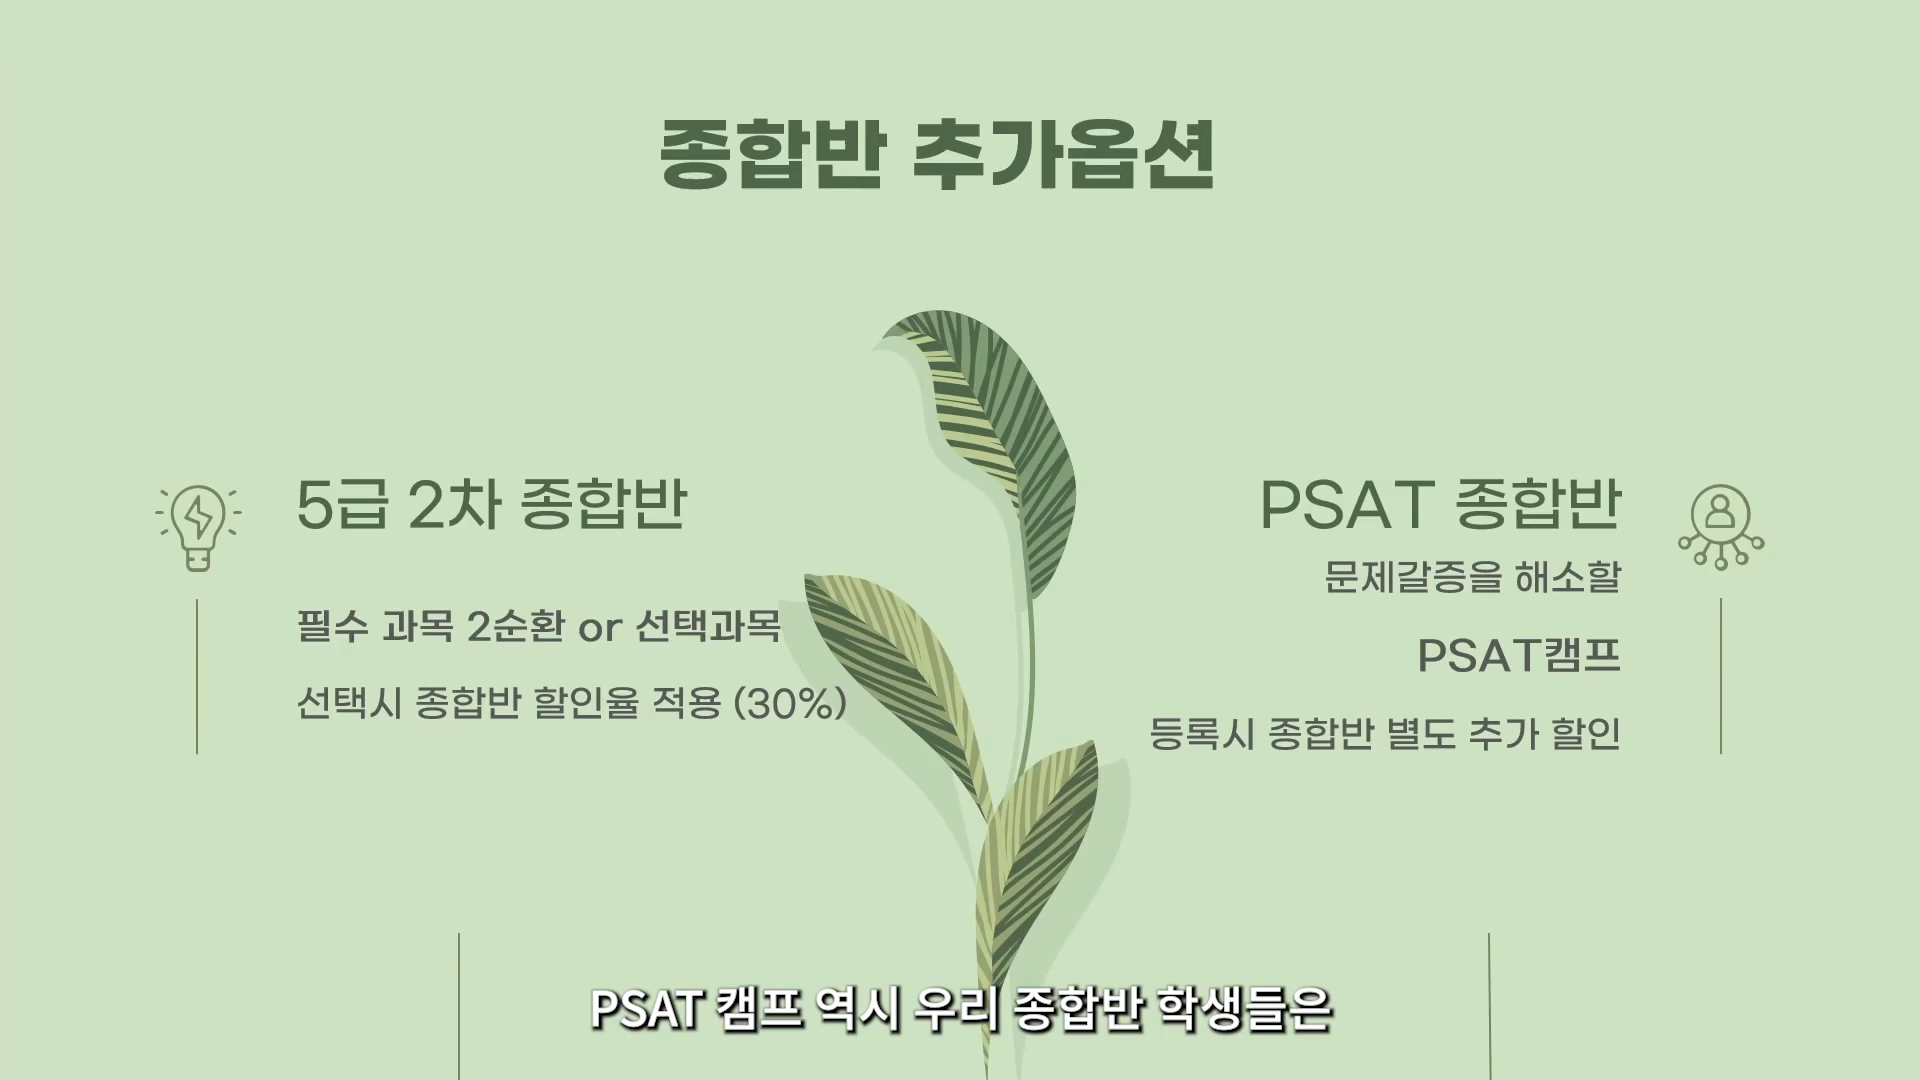 종합반 추가옵션
5급 2차 종합반
필수 과목 2순환 or 선택과목
선택시 종합반 할인율 적용 (30%)
PSAT 종합반
문제갈증을 해소할
PSAT캠프
등록시 종합반 별도 추가 할인
PSAT 캠프 역시 우리 종합반 학생들은